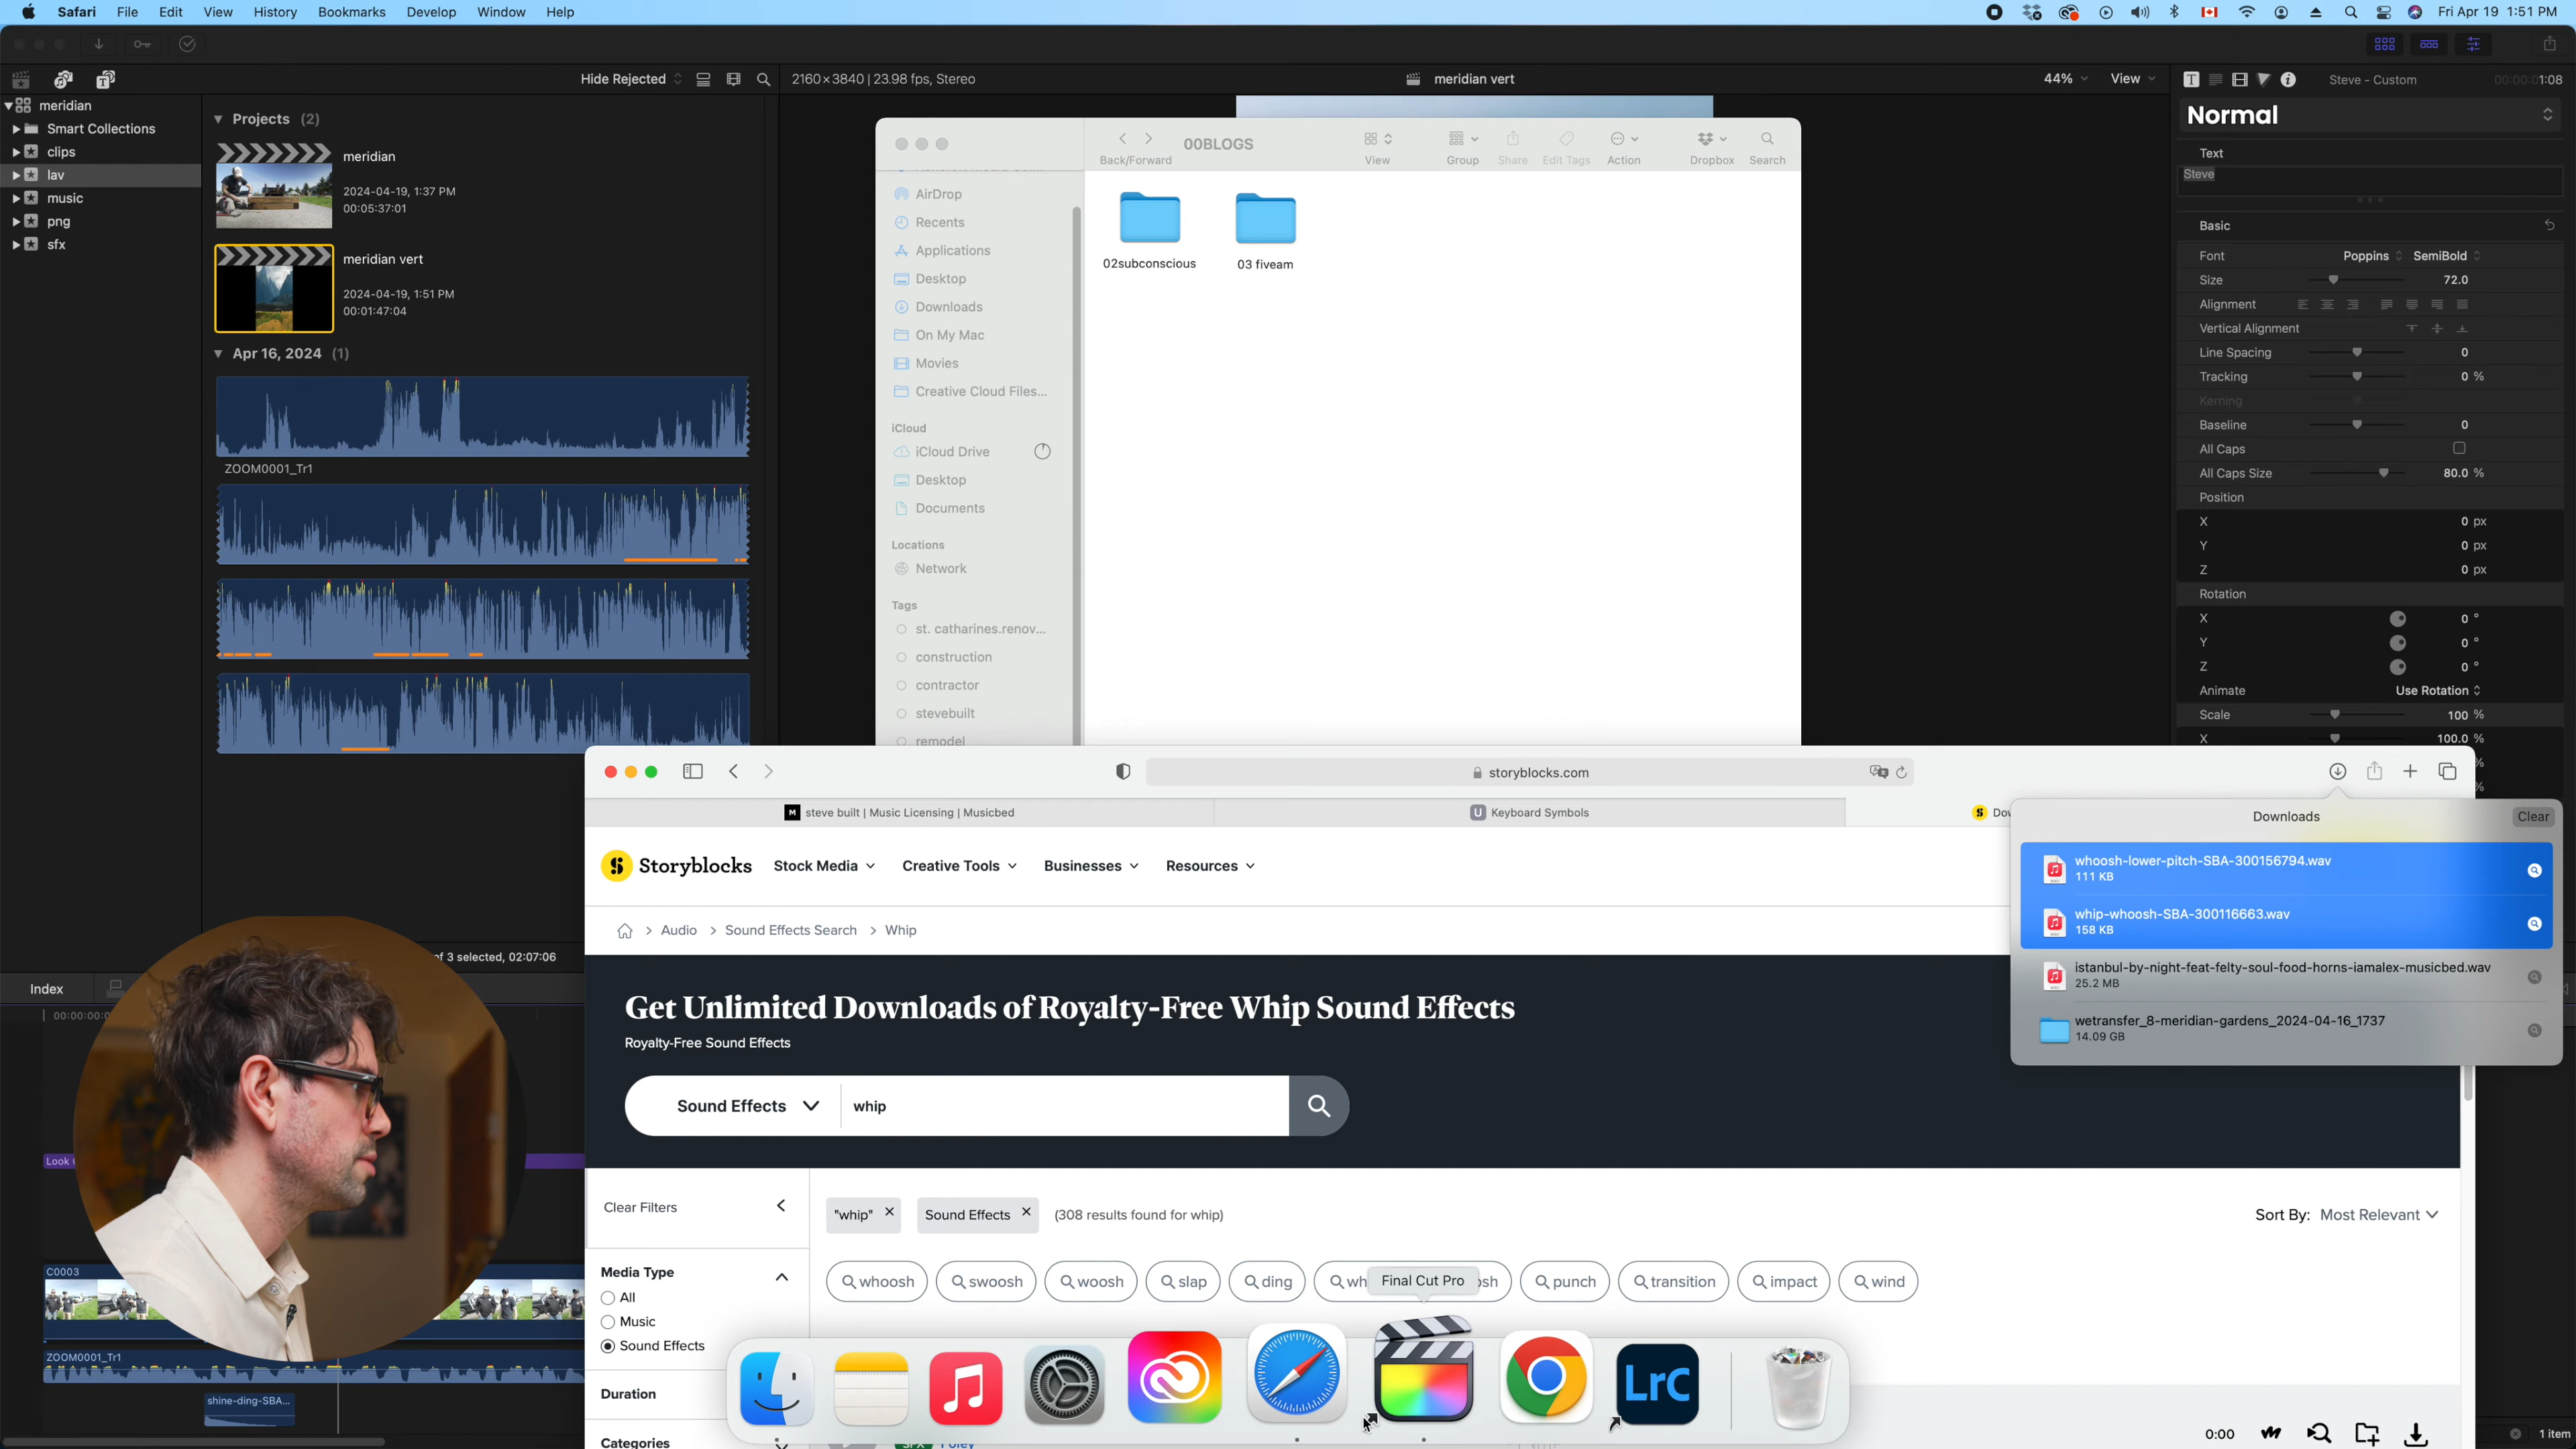 Safari File Edit View History Bookmarks Develop Window Help
Fri Apr 19 1:51 PM
Hide Rejected
2160×3840 | 23.98 fps, Stereo
meridian vert
44%
View
Steve - Custom
00:00:01:08
meridian
Smart Collections
clips
lav
music
png
sfx
Projects (2)
meridian
2024-04-19, 1:37 PM
00:05:37:01
meridian vert
2024-04-19, 1:51 PM
00:01:47:04
Apr 16, 2024 (1)
ZOOM0001_Tr1
of 3 selected, 02:07:06
00BLOGS
Back/Forward
View
Group
Share
Edit Tags
Action
Dropbox
Search
AirDrop
Recents
Applications
Desktop
Downloads
On My Mac
Movies
Creative Cloud Files...
iCloud
iCloud Drive
Desktop
Documents
Locations
Network
Tags
st. catharines.renov...
construction
contractor
stevebuilt
remodel
02subconscious
03 fiveam
Normal
Text
Steve
Basic
Font Poppins SemiBold
Size 72.0
Alignment
Vertical Alignment
Line Spacing 0
Tracking 0 %
Kerning
Baseline 0
All Caps
All Caps Size 80.0 %
Position
X 0 px
Y 0 px
Z 0 px
Rotation
X 0 °
Y 0 °
Z 0 °
Animate Use Rotation
Scale 100 %
X 100.0 %
%
%
storyblocks.com
M steve built | Music Licensing | Musicbed
U Keyboard Symbols
Dow
Downloads
Clear
whoosh-lower-pitch-SBA-300156794.wav
111 KB
whip-whoosh-SBA-300116663.wav
158 KB
istanbul-by-night-feat-felty-soul-food-horns-iamalex-musicbed.wav
25.2 MB
wetransfer_8-meridian-gardens_2024-04-16_1737
14.09 GB
Storyblocks
Stock Media
Creative Tools
Businesses
Resources
> Audio > Sound Effects Search > Whip
Get Unlimited Downloads of Royalty-Free Whip Sound Effects
Royalty-Free Sound Effects
Sound Effects
whip
Clear Filters
"whip" ×
Sound Effects ×
(308 results found for whip)
Sort By: Most Relevant
Media Type
All
Music
Sound Effects
Duration
Categories
whoosh
swoosh
woosh
slap
ding
wh
sh
punch
transition
impact
wind
Final Cut Pro
LrC
SFX Foley
0:00
1 item
Index
00:00:00:0
Look
C0003
ZOOM0001_Tr1
shine-ding-SBA...